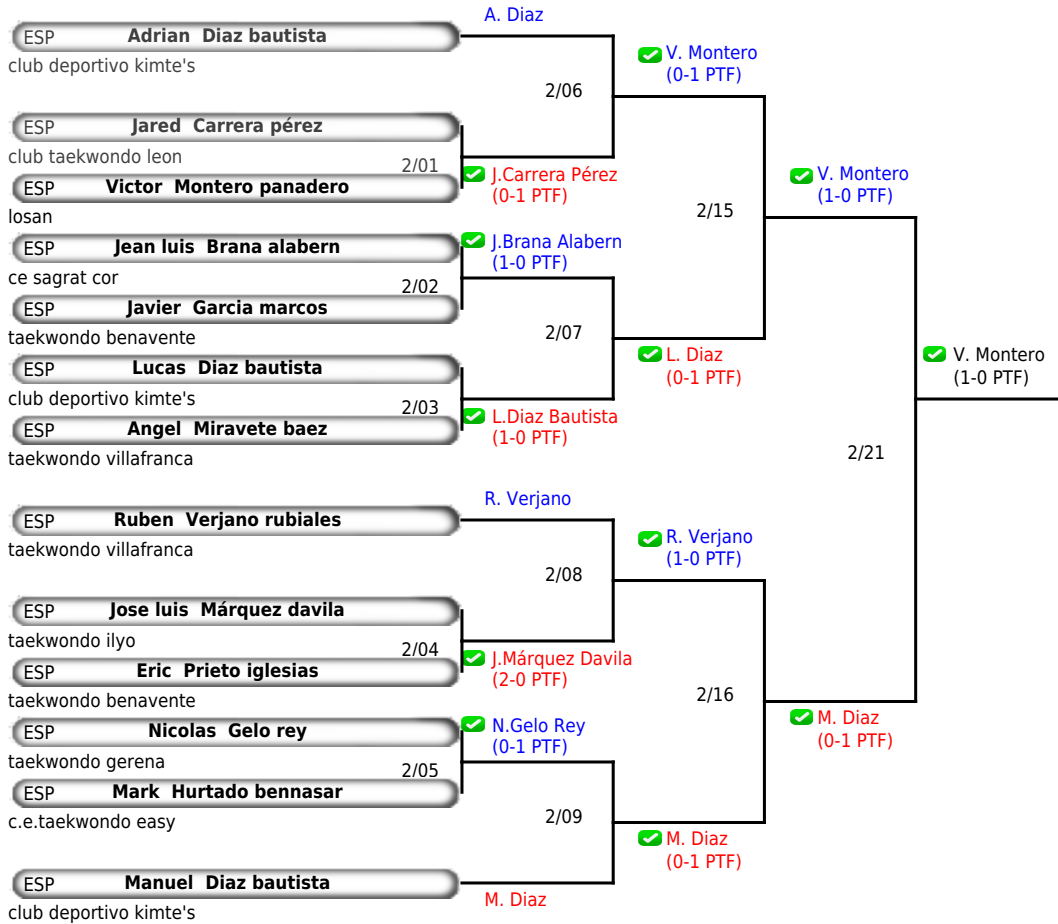 A. Diaz
ESP Adrian Diaz bautista
club deportivo kimte's
V. Montero
(0-1 PTF)
2/06
ESP Jared Carrera pérez
club taekwondo leon
2/01
J.Carrera Pérez
(0-1 PTF)
ESP Victor Montero panadero
losan
V. Montero
(1-0 PTF)
2/15
ESP Jean luis Brana alabern
ce sagrat cor
J.Brana Alabern
(1-0 PTF)
2/02
ESP Javier Garcia marcos
taekwondo benavente
2/07
ESP Lucas Diaz bautista
club deportivo kimte's
L. Diaz
(0-1 PTF)
2/03
L.Diaz Bautista
(1-0 PTF)
ESP Angel Miravete baez
taekwondo villafranca
V. Montero
(1-0 PTF)
2/21
R. Verjano
ESP Ruben Verjano rubiales
taekwondo villafranca
R. Verjano
(1-0 PTF)
2/08
ESP Jose luis Márquez davila
taekwondo ilyo
2/04
J.Márquez Davila
(2-0 PTF)
ESP Eric Prieto iglesias
taekwondo benavente
2/16
N.Gelo Rey
(0-1 PTF)
ESP Nicolas Gelo rey
taekwondo gerena
M. Diaz
(0-1 PTF)
2/05
ESP Mark Hurtado bennasar
c.e.taekwondo easy
2/09
M. Diaz
(0-1 PTF)
ESP Manuel Diaz bautista
club deportivo kimte's
M. Diaz